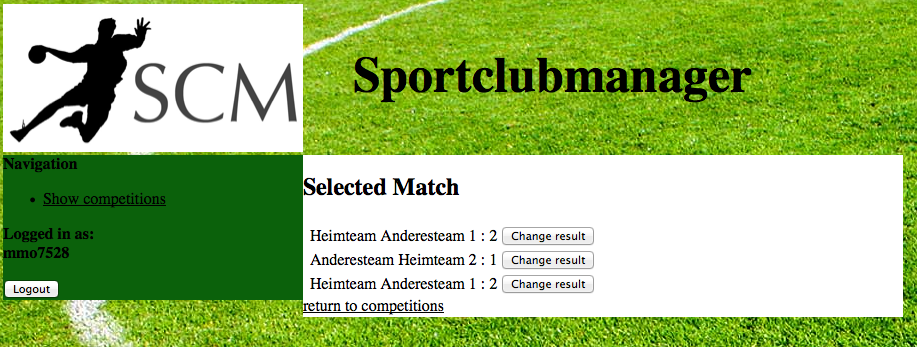 SCM
Sportclubmanager
Navigation
Show competitions
Logged in as:
mmo7528
Logout
Selected Match
Heimteam Anderesteam 1 : 2 Change result
Anderesteam Heimteam 2 : 1 Change result
Heimteam Anderesteam 1 : 2 Change result
return to competitions